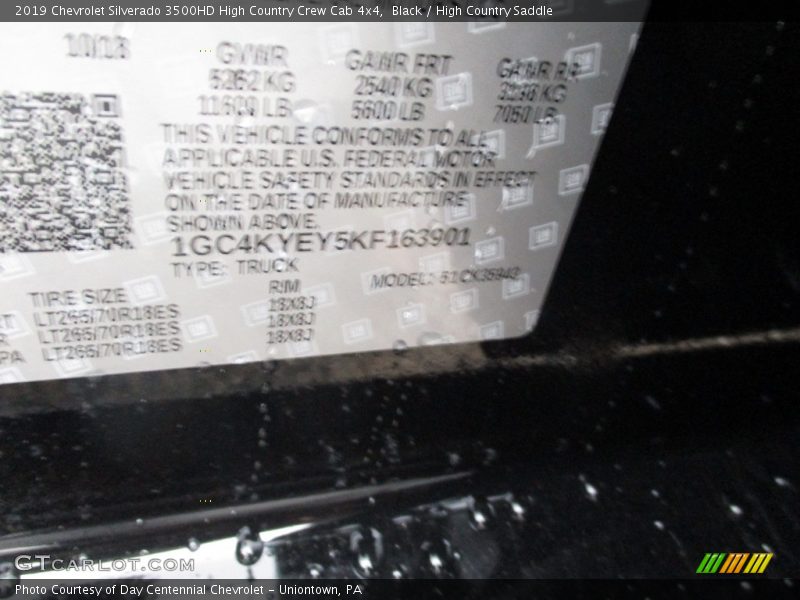 2019 Chevrolet Silverado 3500HD High Country Crew Cab 4x4, Black / High Country Saddle
10/18
GVWR GAWR FRT GAWR RR
5262 KG 2540 KG KG
11600 LB 5600 LB 7050 LB
THIS VEHICLE CONFORMS TO ALL
APPLICABLE U.S. FEDERAL MOTOR
VEHICLE SAFETY STANDARDS IN EFFECT
ON THE DATE OF MANUFACTURE
SHOWN ABOVE.
1GC4KYEY5KF163901
TYPE: TRUCK MODEL:
TIRE SIZE RIM
LT265/70R18ES 18X8J
LT265/70R18ES 18X8J
LT265/70R18ES 18X8J
GTCARLOT.COM
Photo Courtesy of Day Centennial Chevrolet - Uniontown, PA